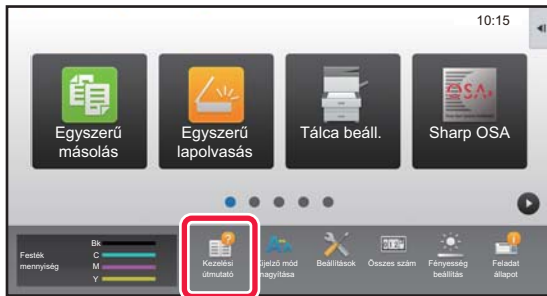 10:15
Egyszerű
másolás
Egyszerű
lapolvasás
Tálca beáll.
OSA
Sharp OSA
Festék
mennyiség
Bk
C
M
Y
Kezelési
útmutató
Kijelző mód
nagyítása
Beállítások
Összes szám
Fényesség
beállítás
Feladat
állapot